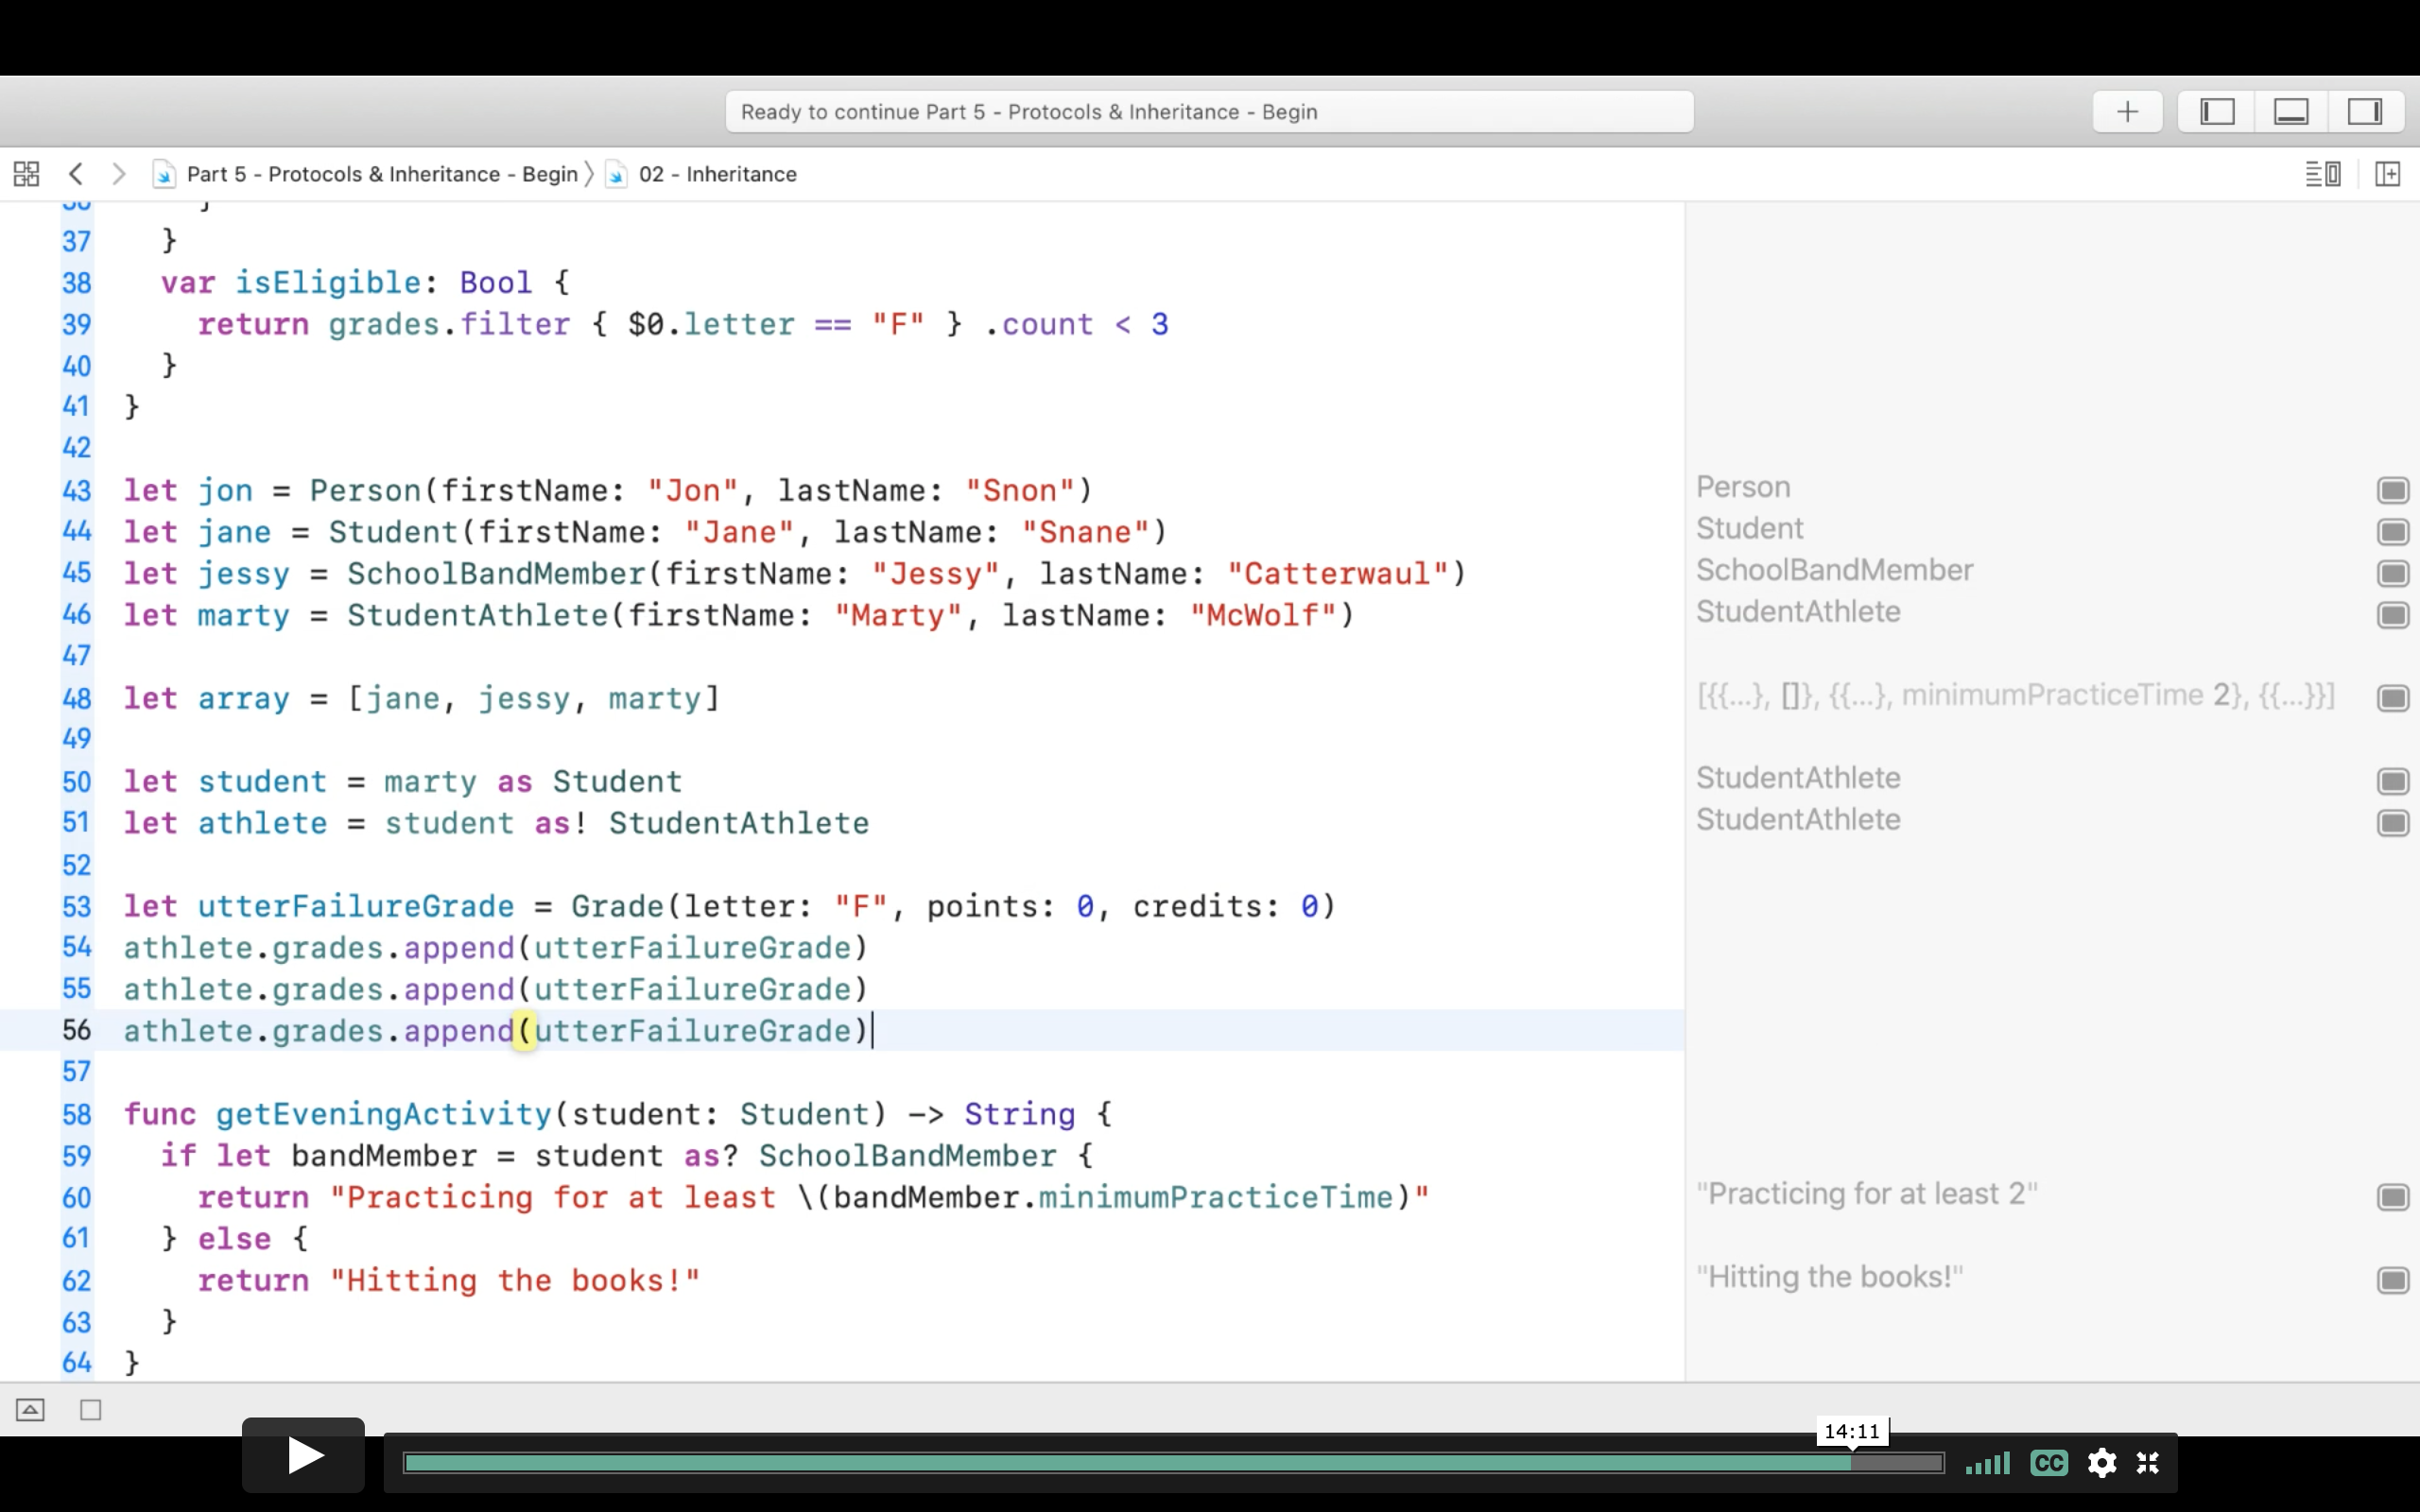 Ready to continue Part 5 - Protocols & Inheritance - Begin
Part 5 - Protocols & Inheritance - Begin 〉 02 - Inheritance
36 }
37 }
38 var isEligible: Bool {
39 return grades.filter { $0.letter == "F" } .count < 3
40 }
41 }
42
43 let jon = Person(firstName: "Jon", lastName: "Snon") Person
44 let jane = Student(firstName: "Jane", lastName: "Snane") Student
45 let jessy = SchoolBandMember(firstName: "Jessy", lastName: "Catterwaul") SchoolBandMember
46 let marty = StudentAthlete(firstName: "Marty", lastName: "McWolf") StudentAthlete
47
48 let array = [jane, jessy, marty] [{{...}, []}, {{...}, minimumPracticeTime 2}, {{...}}]
49
50 let student = marty as Student StudentAthlete
51 let athlete = student as! StudentAthlete StudentAthlete
52
53 let utterFailureGrade = Grade(letter: "F", points: 0, credits: 0)
54 athlete.grades.append(utterFailureGrade)
55 athlete.grades.append(utterFailureGrade)
56 athlete.grades.append(utterFailureGrade)
57
58 func getEveningActivity(student: Student) -> String {
59 if let bandMember = student as? SchoolBandMember {
60 return "Practicing for at least \(bandMember.minimumPracticeTime)" "Practicing for at least 2"
61 } else {
62 return "Hitting the books!" "Hitting the books!"
63 }
64 }
14:11
CC